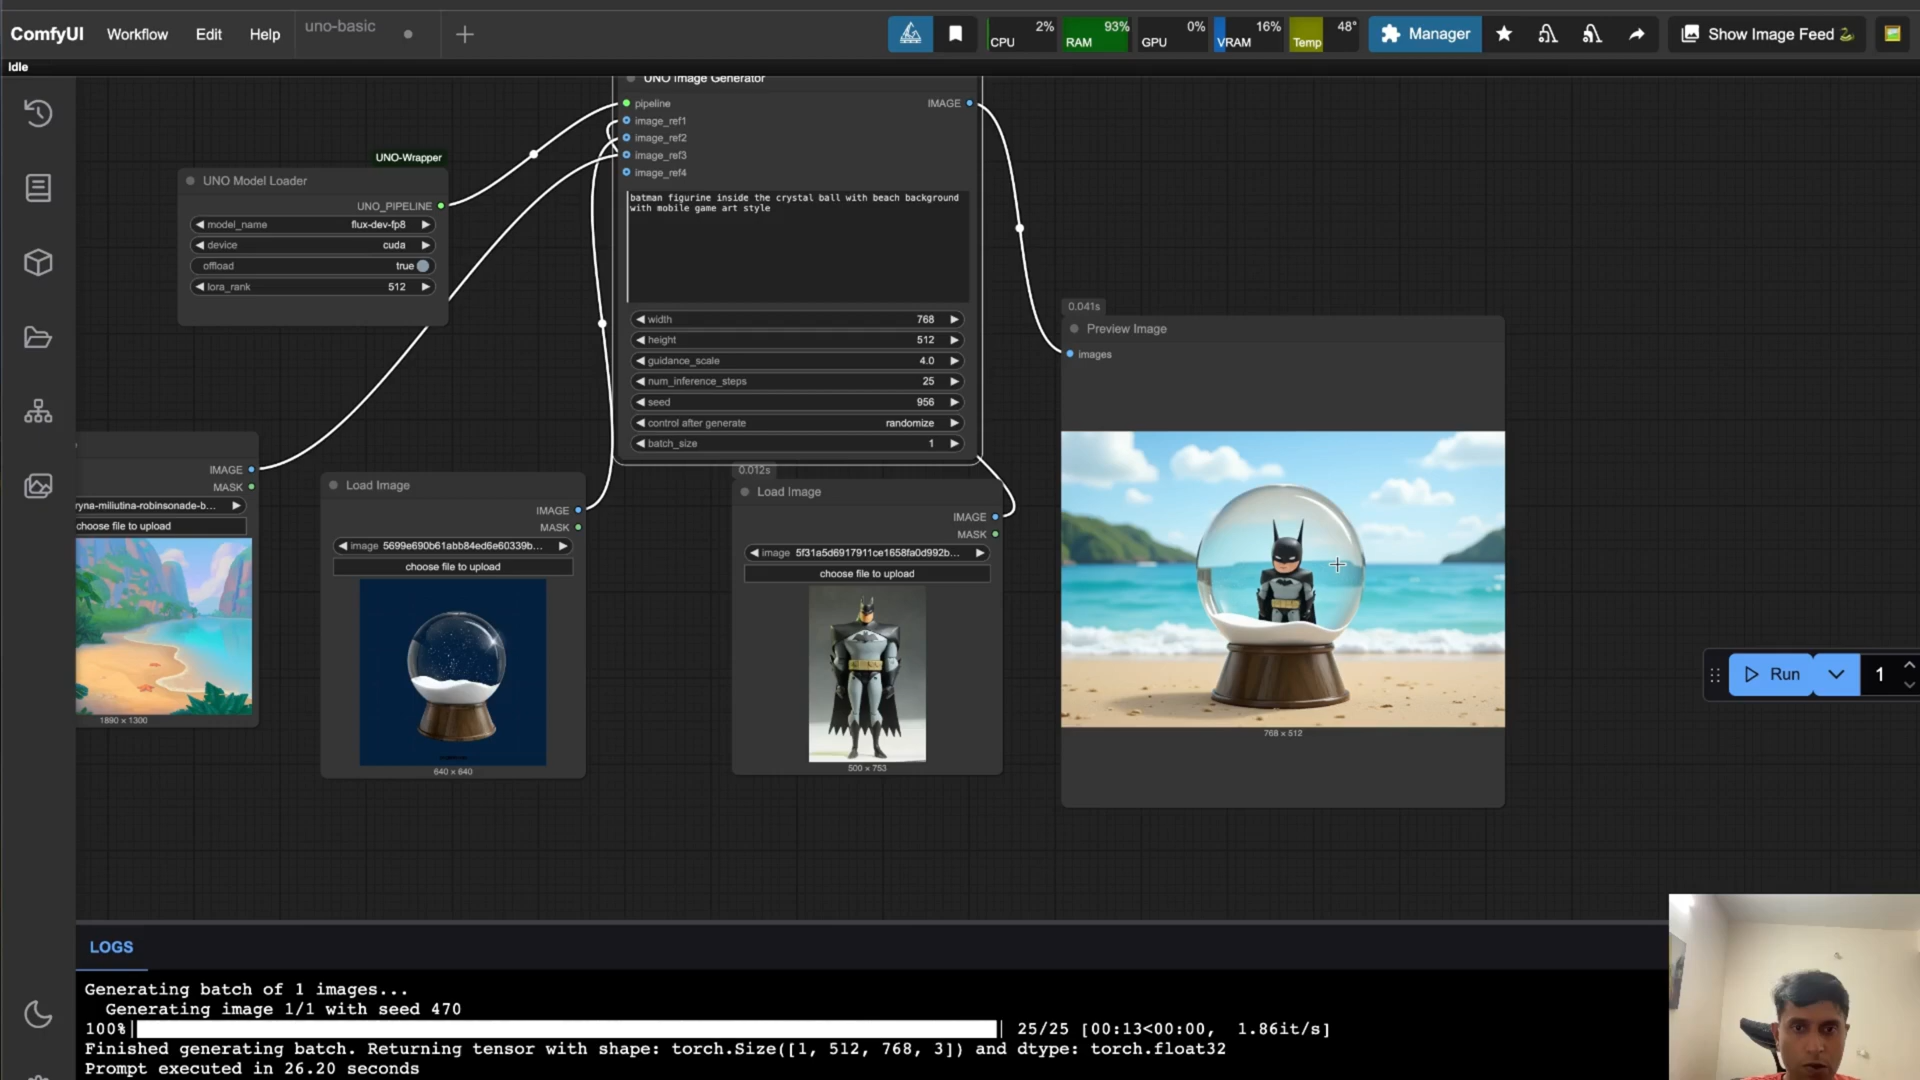 ComfyUI
Workflow
Edit
Help
uno-basic
CPU 2%
RAM 93%
GPU 0%
VRAM 16%
Temp 48°
Manager
Show Image Feed
Idle
UNO Image Generator
pipeline
IMAGE
image_ref1
image_ref2
image_ref3
image_ref4
batman figurine inside the crystal ball with beach background
with mobile game art style
width 768
height 512
guidance_scale 4.0
num_inference_steps 25
seed 956
control after generate randomize
batch_size 1
UNO-Wrapper
UNO Model Loader
UNO_PIPELINE
model_name flux-dev-fp8
device cuda
offload true
lora_rank 512
0.041s
Preview Image
images
768 × 512
IMAGE
MASK
ryna-miliutina-robinsonade-b...
choose file to upload
1890 × 1300
Load Image
IMAGE
MASK
image 5699e690b61abb84ed6e60339b...
choose file to upload
640 × 640
0.012s
Load Image
IMAGE
MASK
image 5f31a5d6917911ce1658fa0d992b...
choose file to upload
500 × 753
Run
1
LOGS
Generating batch of 1 images...
Generating image 1/1 with seed 470
100%| | 25/25 [00:13<00:00, 1.86it/s]
Finished generating batch. Returning tensor with shape: torch.Size([1, 512, 768, 3]) and dtype: torch.float32
Prompt executed in 26.20 seconds